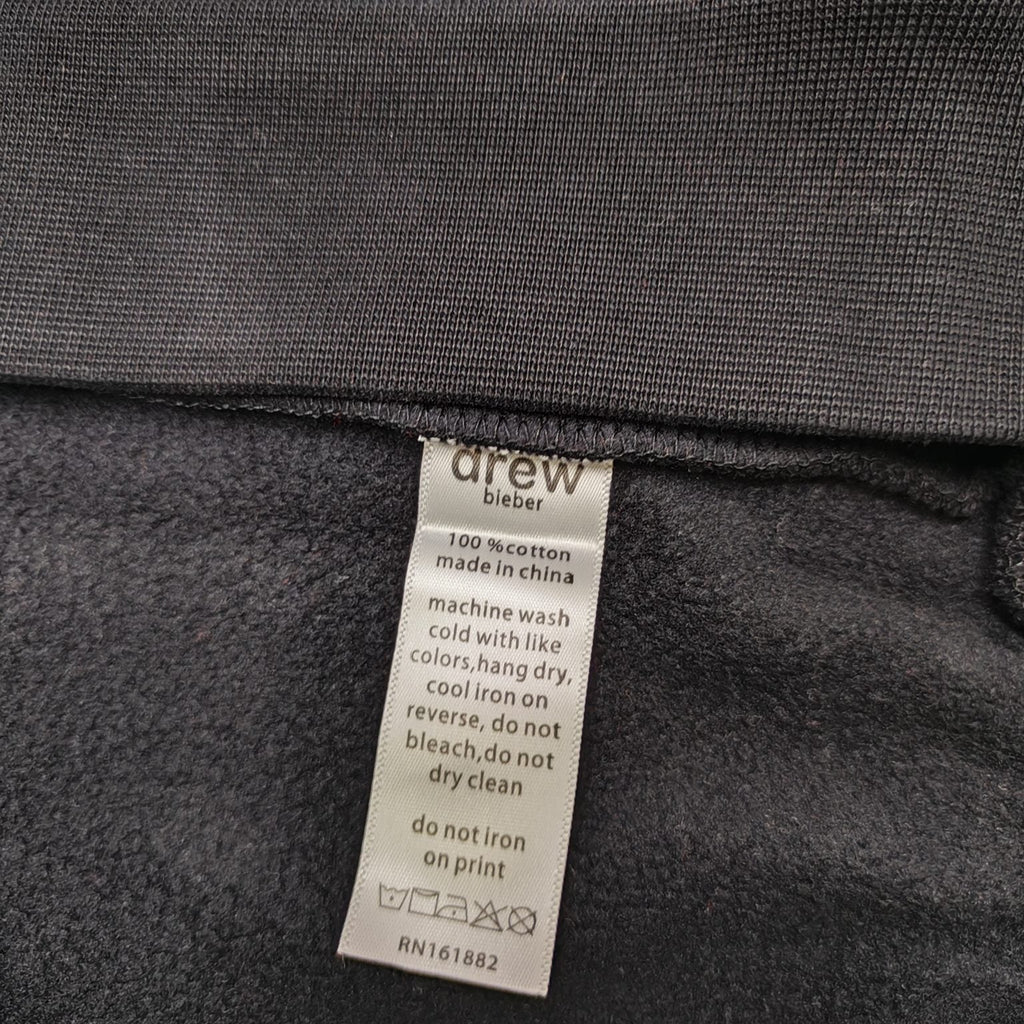 drew
bieber
100 %cotton
made in china
machine wash
cold with like
colors,hang dry,
cool iron on
reverse, do not
bleach,do not
dry clean
do not iron
on print
RN161882